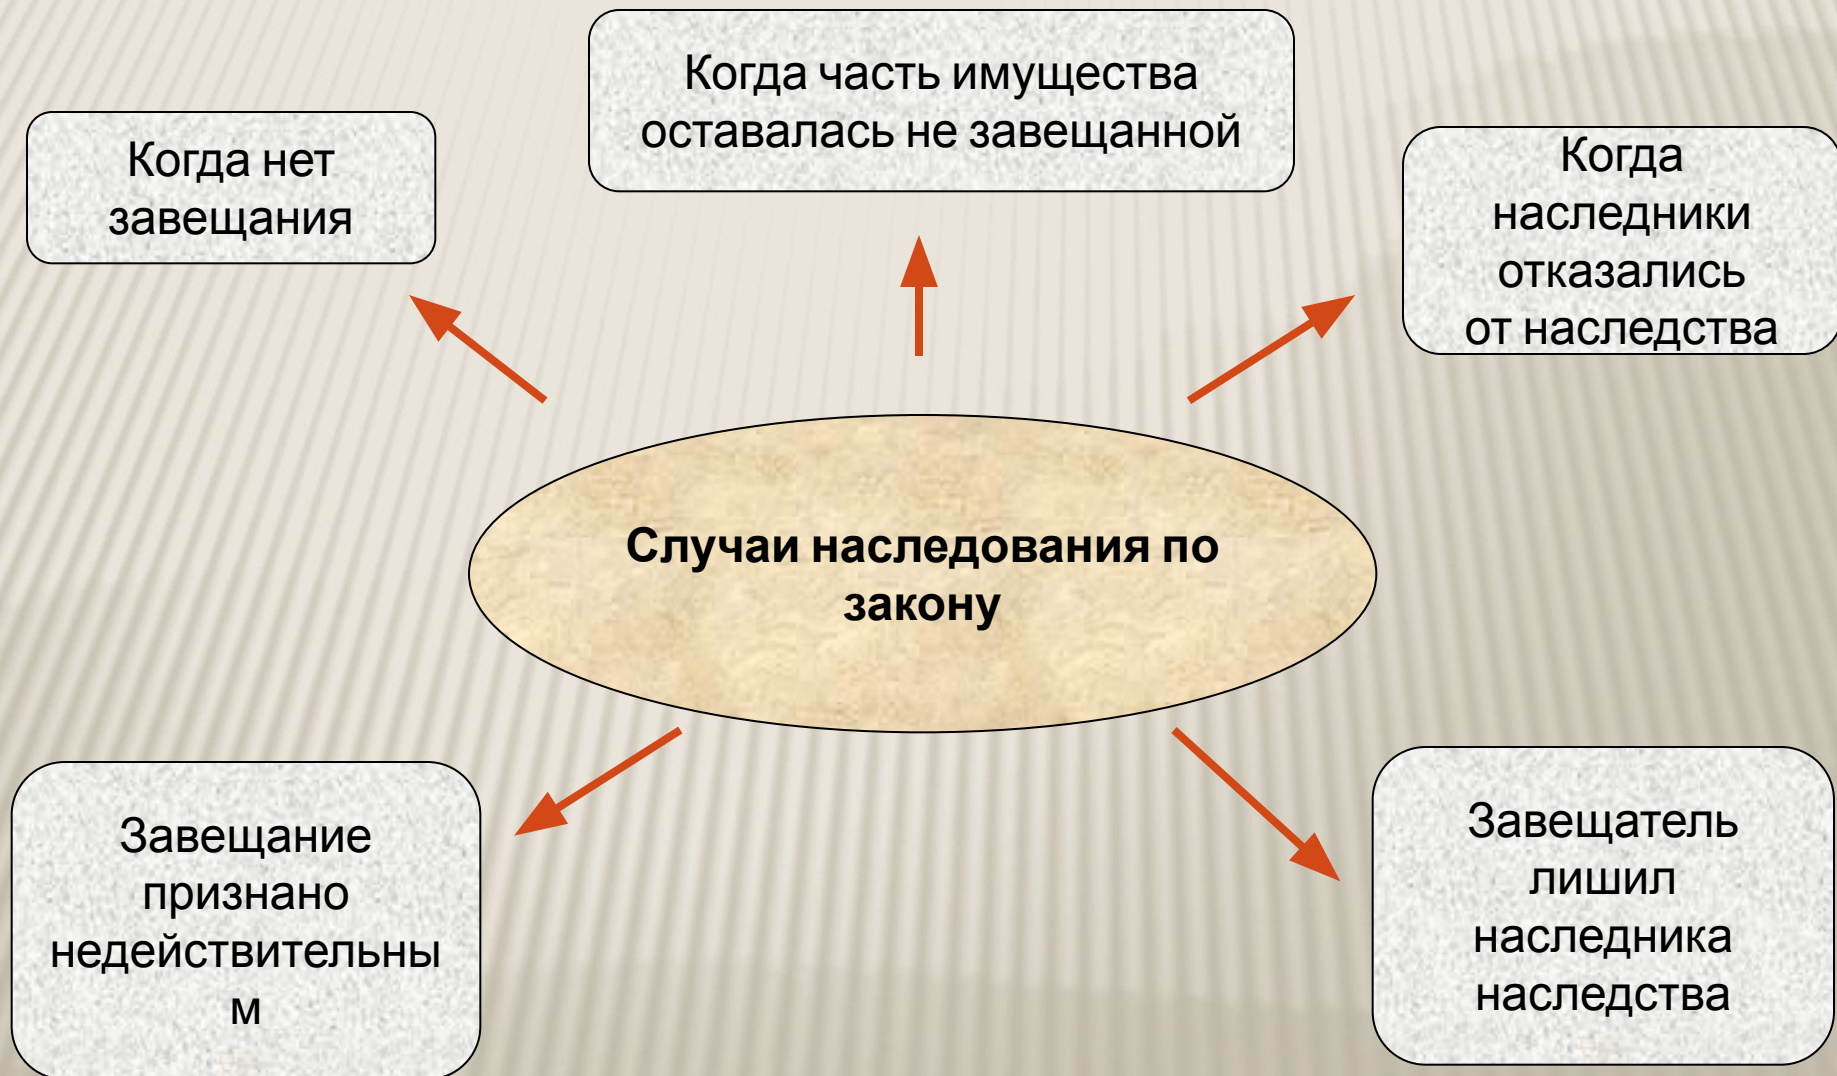 Когда часть имущества
оставалась не завещанной
Когда нет
завещания
Когда
наследники
отказались
от наследства
Случаи наследования по
закону
Завещание
признано
недействительны
м
Завещатель
лишил
наследника
наследства